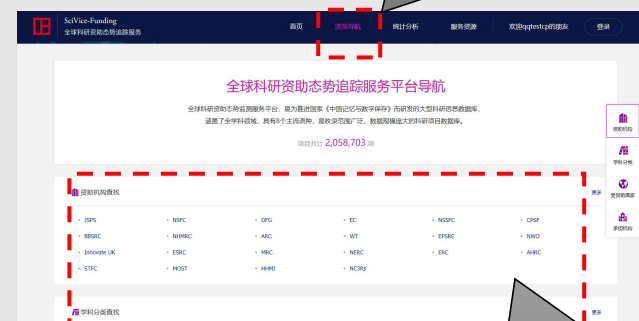 SciVice-Funding
全球科研资助态势追踪服务
首页 浏览导航 统计分析 服务资源 欢迎qqtestcp的朋友 登录
全球科研资助态势追踪服务平台导航
全球科研资助态势监测服务平台，是为推进国家《中国记忆与数字保存》而研发的大型科研信息数据库，
涵盖了全学科领域，具有8个主流语种，是收录范围广泛、数据规模庞大的科研项目数据库。
项目共计 2,058,703 项
资助机构
学科分类
受资助国家
承担机构
资助机构查找 更多
· JSPS · NSFC · DFG · EC · NSSFC · CPSF
· BBSRC · NHMRC · ARC · WT · EPSRC · NWO
· Innovate UK · ESRC · MRC · NERC · ERC · AHRC
· STFC · MOST · HHMI · NC3Rs
学科分类查找 更多